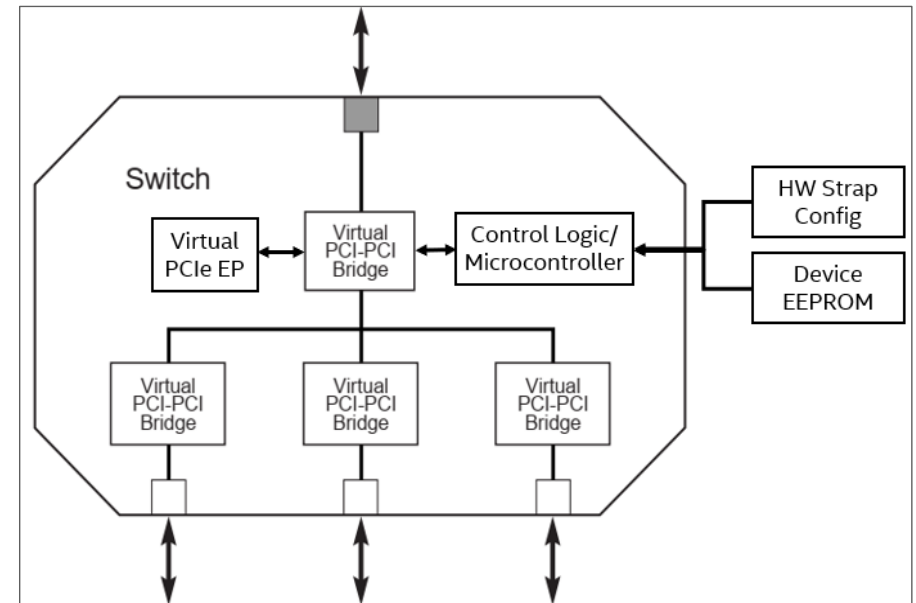 Switch
HW Strap
Config
Virtual
PCIe EP
Virtual
PCI-PCI
Bridge
Control Logic/
Microcontroller
Device
EEPROM
Virtual
PCI-PCI
Bridge
Virtual
PCI-PCI
Bridge
Virtual
PCI-PCI
Bridge